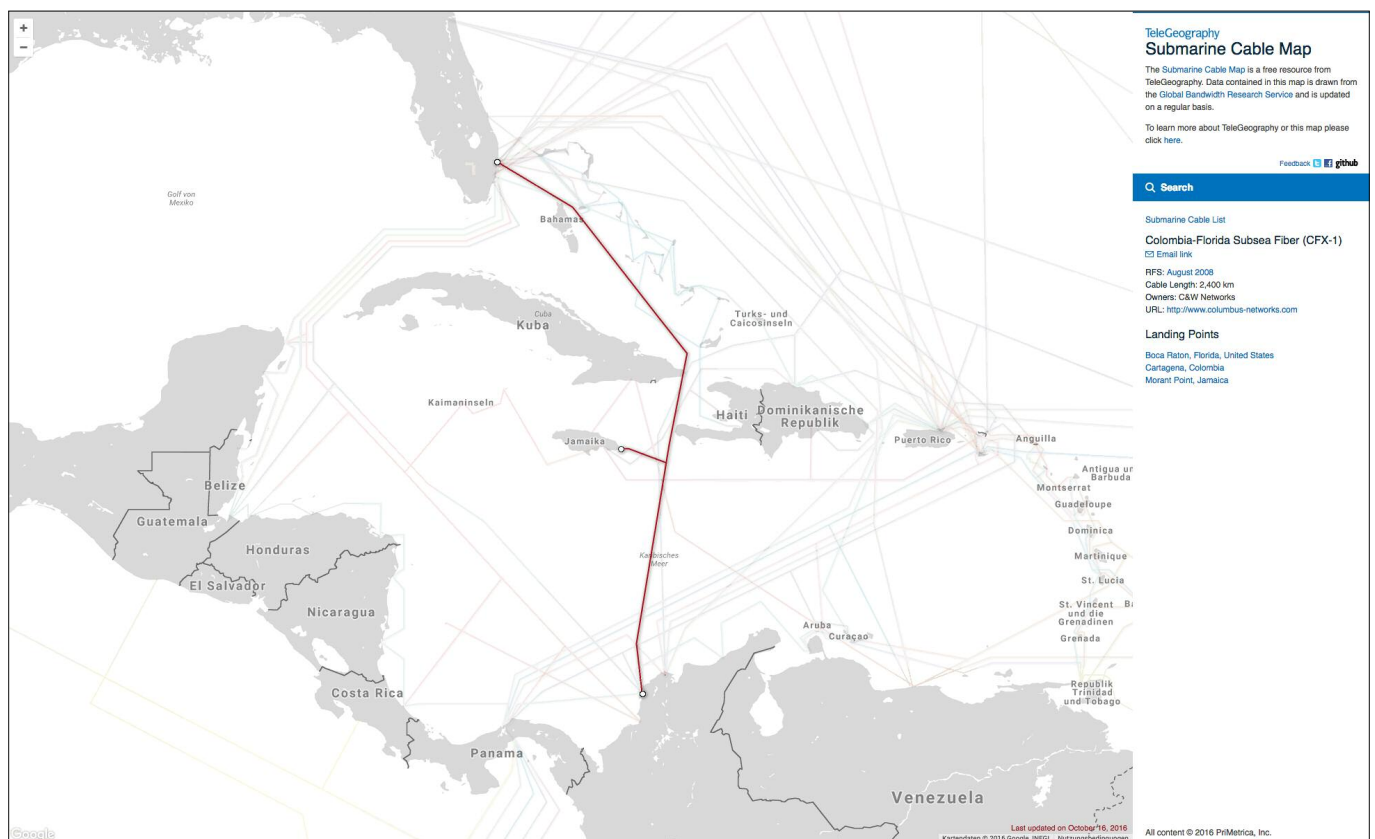 +
−
Golf von
Mexiko
Bahamas
Cuba
Kuba
Turks- und
Caicosinseln
Kaimaninseln
Jamaika
Haiti
Dominikanische
Republik
Puerto Rico
Anguilla
Antigua un
Barbuda
Montserrat
Guadeloupe
Dominica
Martinique
St. Lucia
St. Vincent
und die
Grenadinen
Ba
Grenada
Belize
Guatemala
Honduras
El Salvador
Nicaragua
Karibisches
Meer
Aruba
Curaçao
Costa Rica
Republik
Trinidad
und Tobago
Panama
Venezuela
Google
Last updated on October 16, 2016
Kartendaten © 2016 Google, INEGI
Nutzungsbedingungen
TeleGeography
Submarine Cable Map
The Submarine Cable Map is a free resource from
TeleGeography. Data contained in this map is drawn from
the Global Bandwidth Research Service and is updated
on a regular basis.
To learn more about TeleGeography or this map please
click here.
Feedback github
Search
Submarine Cable List
Colombia-Florida Subsea Fiber (CFX-1)
Email link
RFS: August 2008
Cable Length: 2,400 km
Owners: C&W Networks
URL: http://www.columbus-networks.com
Landing Points
Boca Raton, Florida, United States
Cartagena, Colombia
Morant Point, Jamaica
All content © 2016 PriMetrica, Inc.